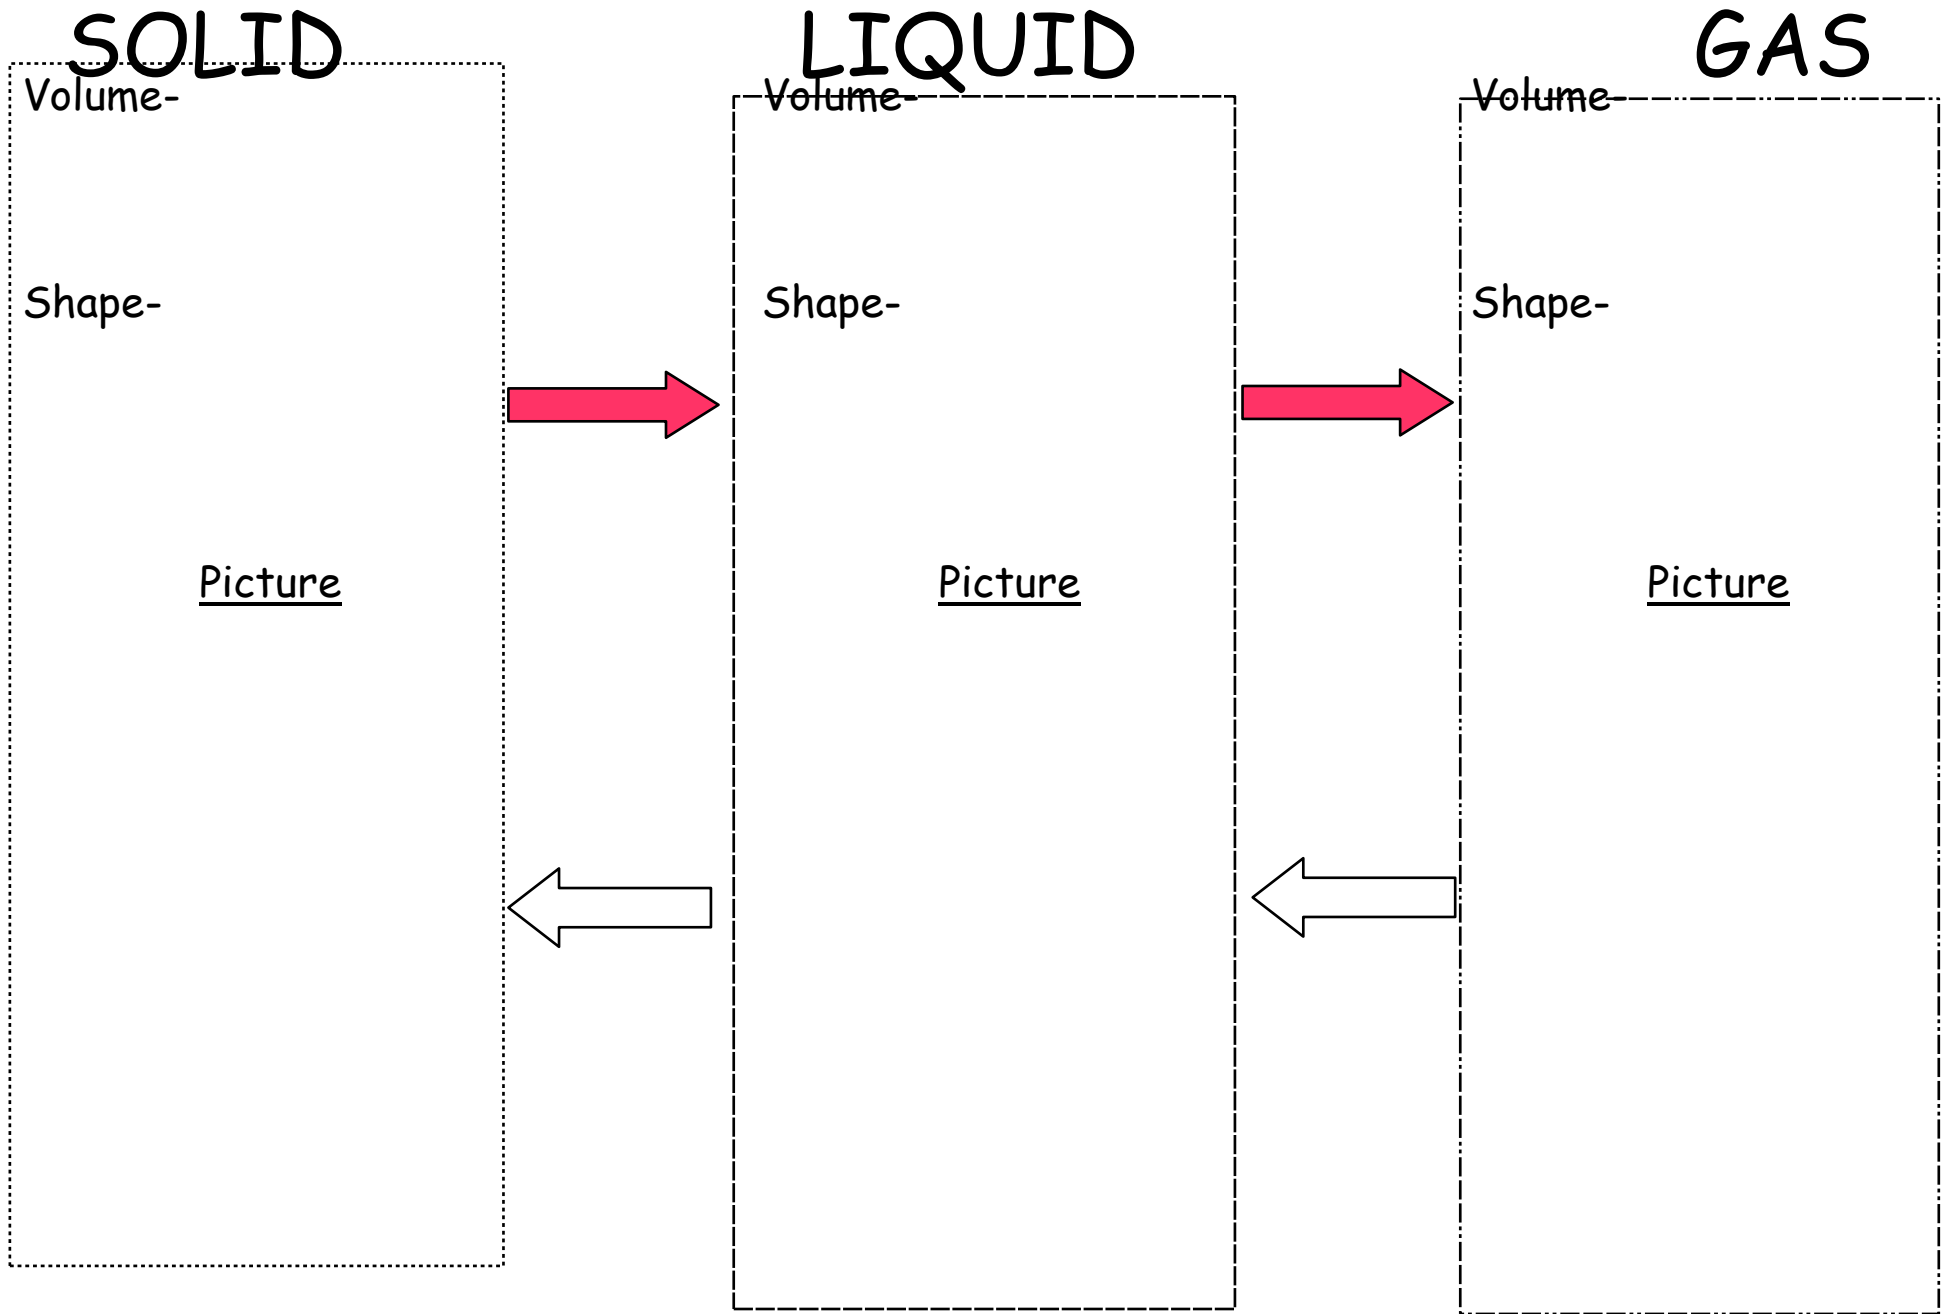 SOLID
Volume-
Shape-
Picture
LIQUID
Volume-
Shape-
Picture
GAS
Volume-
Shape-
Picture